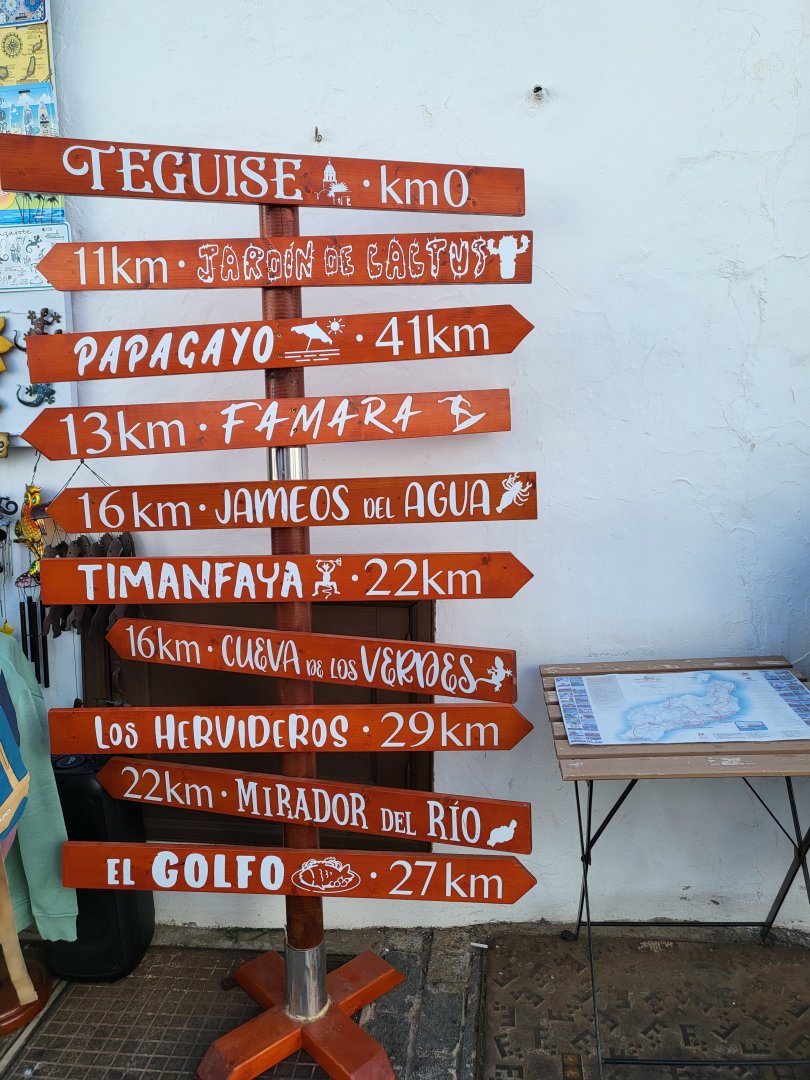 TEGUISE · km0
11km · JARDÍN DE CACTUS
PAPAGAYO · 41km
13km · FAMARA
16km · JAMEOS DEL AGUA
TIMANFAYA · 22km
16km · CUEVA DE LOS VERDES
LOS HERVIDEROS · 29km
22km · MIRADOR DEL RÍO
EL GOLFO · 27km